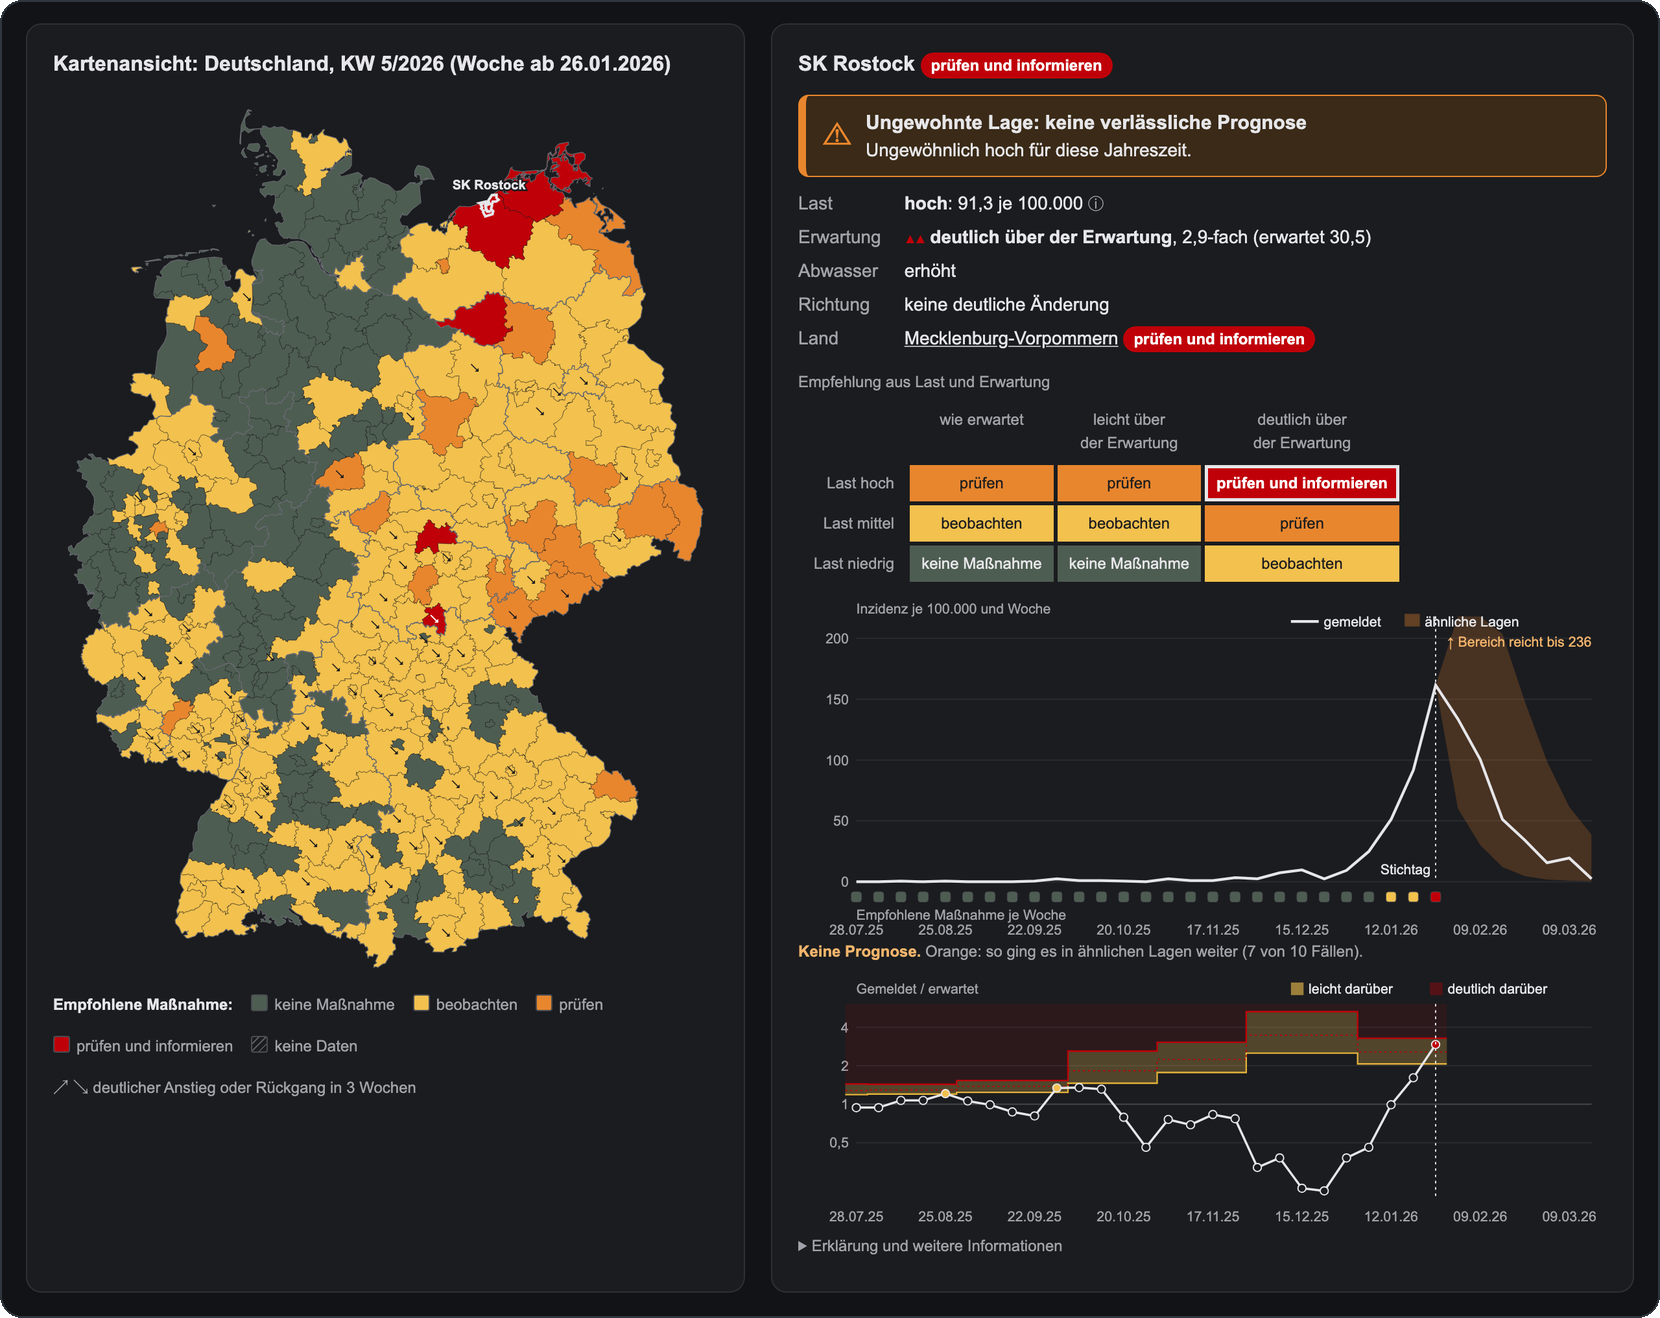 Kartenansicht: Deutschland, KW 5/2026 (Woche ab 26.01.2026)
SK Rostock
Empfohlene Maßnahme: keine Maßnahme beobachten prüfen
prüfen und informieren keine Daten
deutlicher Anstieg oder Rückgang in 3 Wochen
SK Rostock prüfen und informieren
Ungewohnte Lage: keine verlässliche Prognose
Ungewöhnlich hoch für diese Jahreszeit.
Last hoch: 91,3 je 100.000 ⓘ
Erwartung ▲▲ deutlich über der Erwartung, 2,9-fach (erwartet 30,5)
Abwasser erhöht
Richtung keine deutliche Änderung
Land Mecklenburg-Vorpommern prüfen und informieren
Empfehlung aus Last und Erwartung
wie erwartet leicht über der Erwartung deutlich über der Erwartung
Last hoch prüfen prüfen prüfen und informieren
Last mittel beobachten beobachten prüfen
Last niedrig keine Maßnahme keine Maßnahme beobachten
Inzidenz je 100.000 und Woche
gemeldet ähnliche Lagen
↑ Bereich reicht bis 236
200
150
100
50
0
Stichtag
Empfohlene Maßnahme je Woche
28.07.25 25.08.25 22.09.25 20.10.25 17.11.25 15.12.25 12.01.26 09.02.26 09.03.26
Keine Prognose. Orange: so ging es in ähnlichen Lagen weiter (7 von 10 Fällen).
Gemeldet / erwartet leicht darüber deutlich darüber
4
2
1
0,5
28.07.25 25.08.25 22.09.25 20.10.25 17.11.25 15.12.25 12.01.26 09.02.26 09.03.26
▶ Erklärung und weitere Informationen